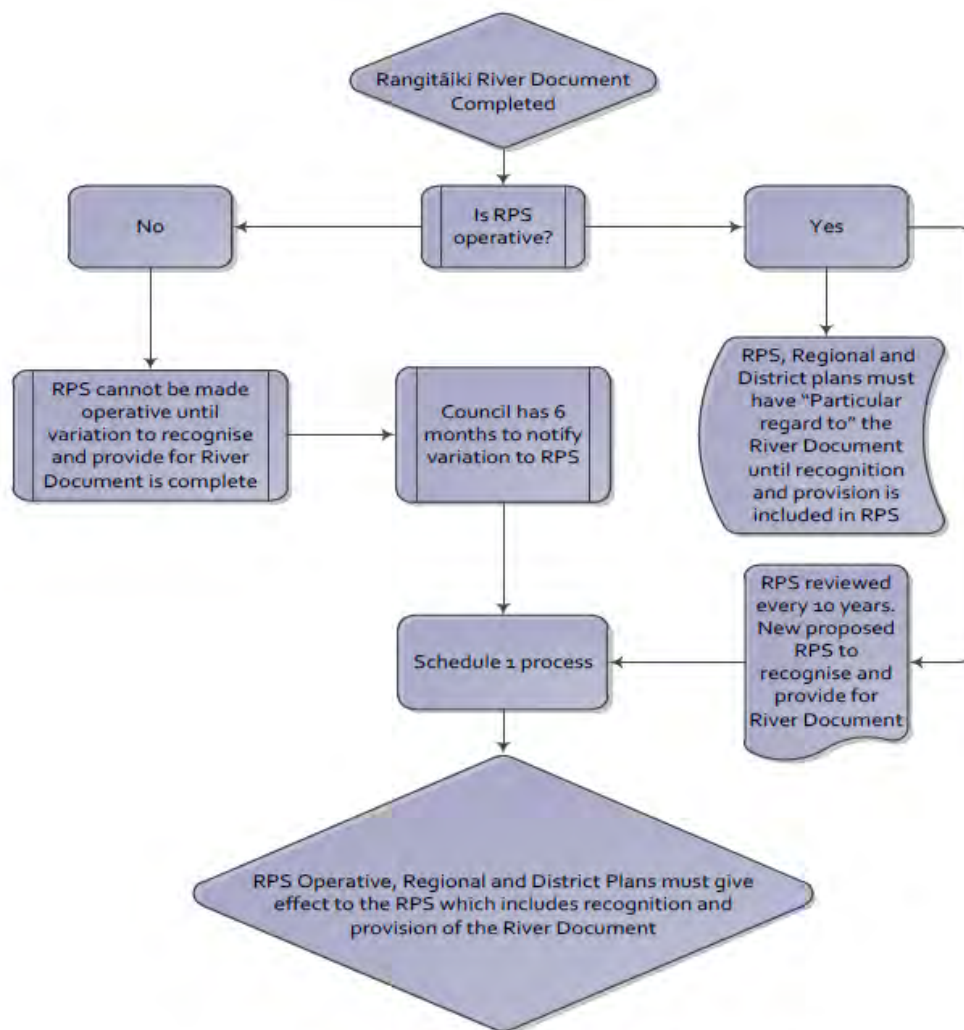 Rangitāiki River Document
Completed
No
Is RPS
operative?
Yes
RPS cannot be made
operative until
variation to recognise
and provide for River
Document is complete
Council has 6
months to notify
variation to RPS
RPS, Regional and
District plans must
have “Particular
regard to” the
River Document
until recognition
and provision is
included in RPS
Schedule 1 process
RPS reviewed
every 10 years.
New proposed
RPS to
recognise and
provide for
River Document
RPS Operative, Regional and District Plans must give
effect to the RPS which includes recognition and
provision of the River Document